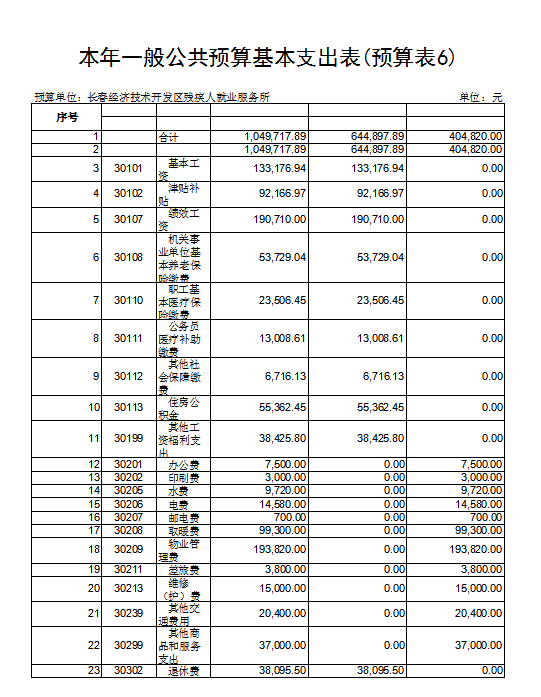 本年一般公共预算基本支出表(预算表6)
预算单位：长春经济技术开发区残疾人就业服务所 单位：元
序号
1 合计 1,049,717.89 644,897.89 404,820.00
2 1,049,717.89 644,897.89 404,820.00
3 30101 基本工 133,176.94 133,176.94 0.00
资
4 30102 津贴补 92,166.97 92,166.97 0.00
贴
5 30107 绩效工 190,710.00 190,710.00 0.00
资
机关事
业单位基
6 30108 本养老保 53,729.04 53,729.04 0.00
险缴费
职工基
7 30110 本医疗保 23,506.45 23,506.45 0.00
险缴费
公务员
8 30111 医疗补助 13,008.61 13,008.61 0.00
缴费
其他社
9 30112 会保障缴 6,716.13 6,716.13 0.00
费
10 30113 住房公 55,362.45 55,362.45 0.00
积金
其他工
11 30199 资福利支 38,425.80 38,425.80 0.00
出
12 30201 办公费 7,500.00 0.00 7,500.00
13 30202 印刷费 3,000.00 0.00 3,000.00
14 30205 水费 9,720.00 0.00 9,720.00
15 30206 电费 14,580.00 0.00 14,580.00
16 30207 邮电费 700.00 0.00 700.00
17 30208 取暖费 99,300.00 0.00 99,300.00
18 30209 物业管 193,820.00 0.00 193,820.00
理费
19 30211 差旅费 3,800.00 0.00 3,800.00
20 30213 维修 15,000.00 0.00 15,000.00
（护）费
21 30239 其他交 20,400.00 0.00 20,400.00
通费用
其他商
22 30299 品和服务 37,000.00 0.00 37,000.00
支出
23 30302 退休费 38,095.50 38,095.50 0.00